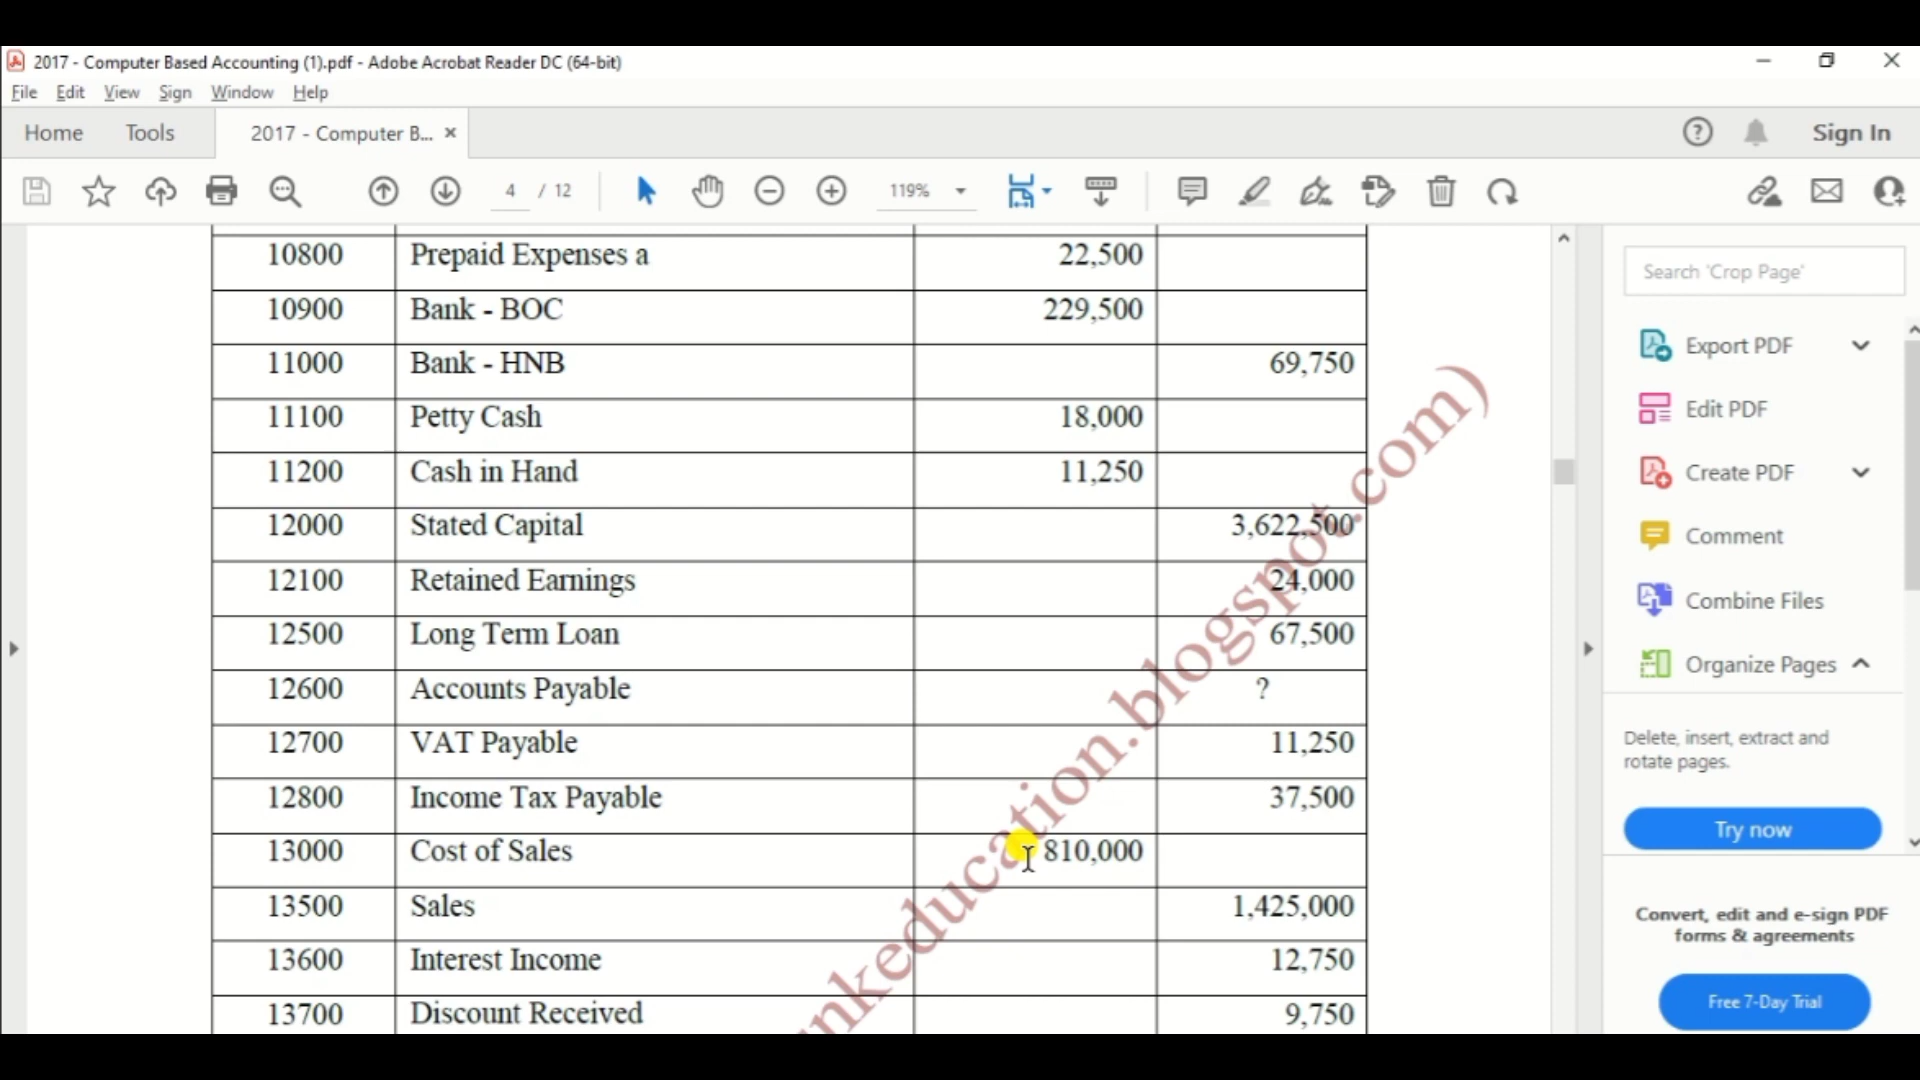 2017 - Computer Based Accounting (1).pdf - Adobe Acrobat Reader DC (64-bit)
File Edit View Sign Window Help
Home Tools 2017 - Computer B... Sign In
4 / 12 119%
10800 Prepaid Expenses a 22,500
10900 Bank - BOC 229,500
11000 Bank - HNB 69,750
11100 Petty Cash 18,000
11200 Cash in Hand 11,250
12000 Stated Capital 3,622,500
12100 Retained Earnings 24,000
12500 Long Term Loan 67,500
12600 Accounts Payable ?
12700 VAT Payable 11,250
12800 Income Tax Payable 37,500
13000 Cost of Sales 810,000
13500 Sales 1,425,000
13600 Interest Income 12,750
13700 Discount Received 9,750
nkeducation.blogspot.com)
Search 'Crop Page'
Export PDF
Edit PDF
Create PDF
Comment
Combine Files
Organize Pages
Delete, insert, extract and
rotate pages.
Try now
Convert, edit and e-sign PDF
forms & agreements
Free 7-Day Trial